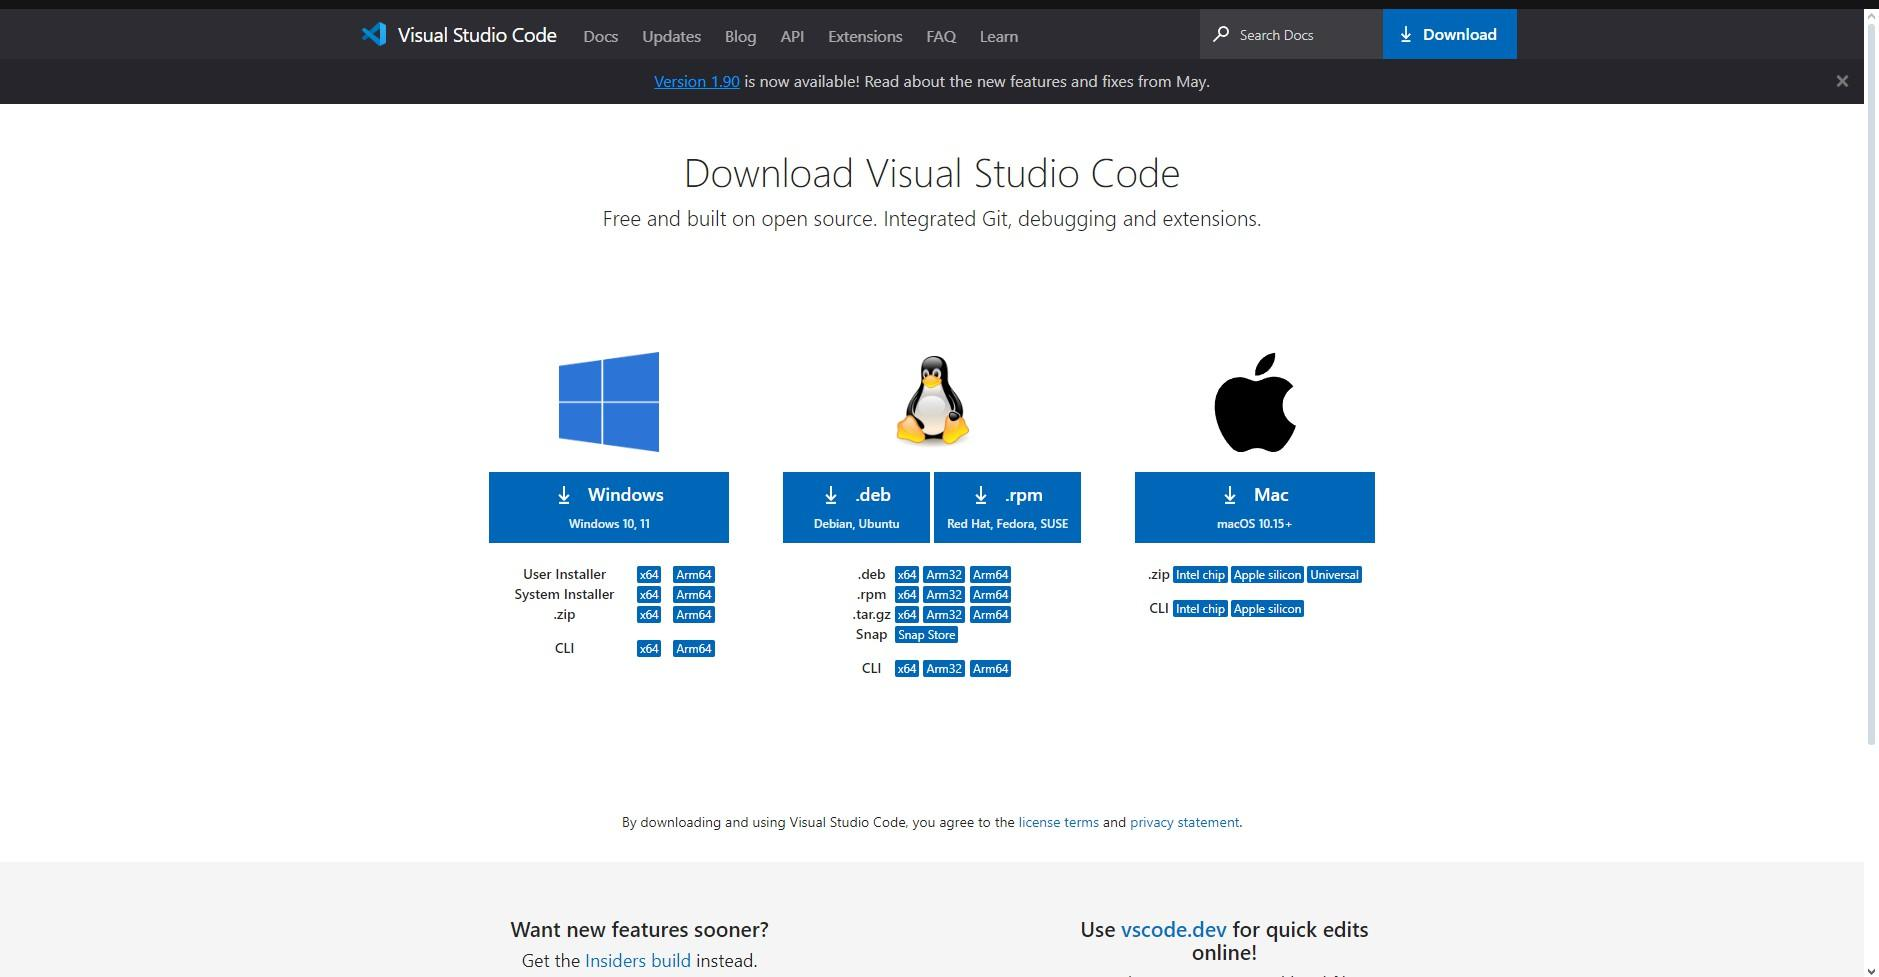 Visual Studio Code Docs Updates Blog API Extensions FAQ Learn Search Docs Download
Version 1.90 is now available! Read about the new features and fixes from May.
Download Visual Studio Code
Free and built on open source. Integrated Git, debugging and extensions.
Windows
Windows 10, 11
.deb
Debian, Ubuntu
.rpm
Red Hat, Fedora, SUSE
Mac
macOS 10.15+
User Installer x64 Arm64
System Installer x64 Arm64
.zip x64 Arm64
CLI x64 Arm64
.deb x64 Arm32 Arm64
.rpm x64 Arm32 Arm64
.tar.gz x64 Arm32 Arm64
Snap Snap Store
CLI x64 Arm32 Arm64
.zip Intel chip Apple silicon Universal
CLI Intel chip Apple silicon
By downloading and using Visual Studio Code, you agree to the license terms and privacy statement.
Want new features sooner?
Get the Insiders build instead.
Use vscode.dev for quick edits
online!